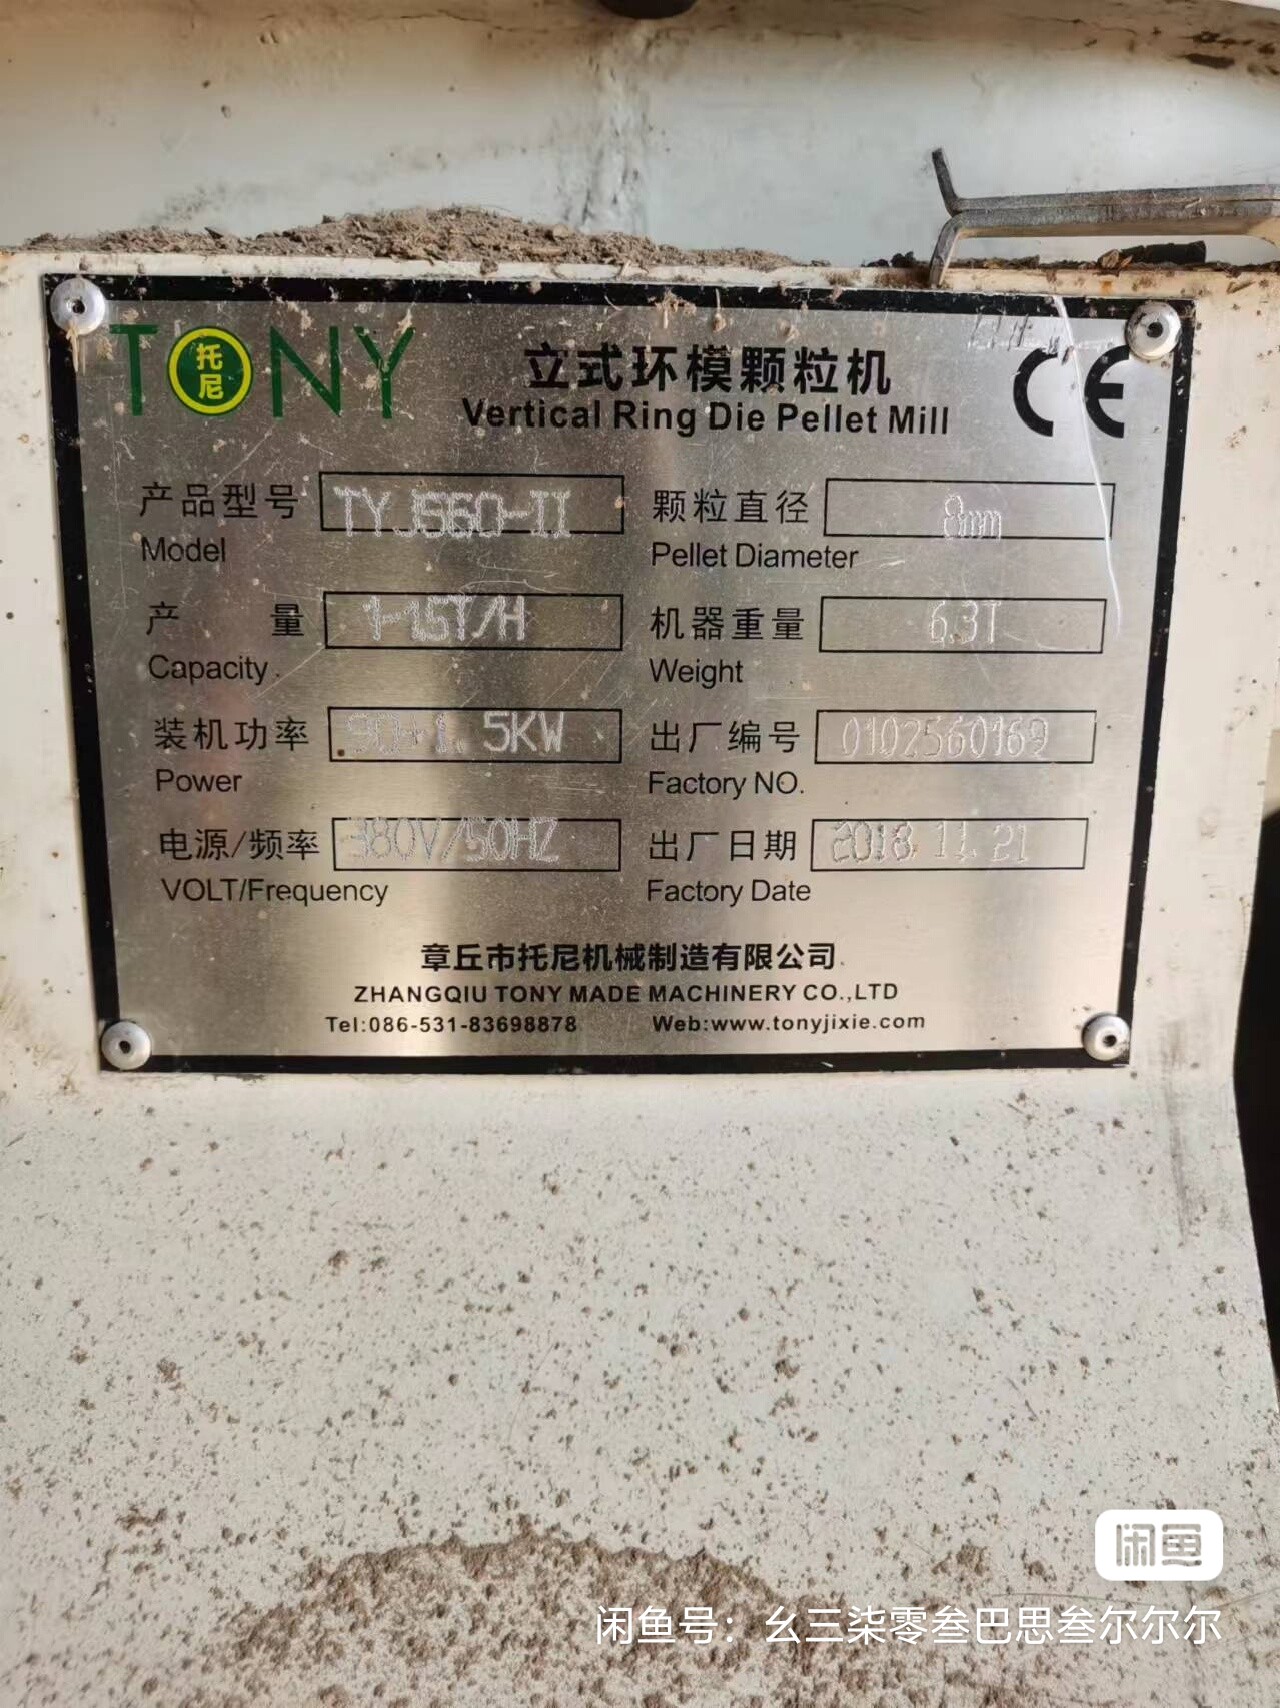 TONY
托尼
立式环模颗粒机
Vertical Ring Die Pellet Mill
CE
产品型号 TYJ560-II
Model
颗粒直径 8mm
Pellet Diameter
产 量 1-1.5T/H
Capacity
机器重量 6.3T
Weight
装机功率 90+1.5KW
Power
出厂编号 0102560169
Factory NO.
电源/频率 380V/50HZ
VOLT/Frequency
出厂日期 2018.11.21
Factory Date
章丘市托尼机械制造有限公司
ZHANGQIU TONY MADE MACHINERY CO.,LTD
Tel:086-531-83698878 Web:www.tonyjixie.com
闲鱼
闲鱼号：幺三柒零叁巴思叁尔尔尔